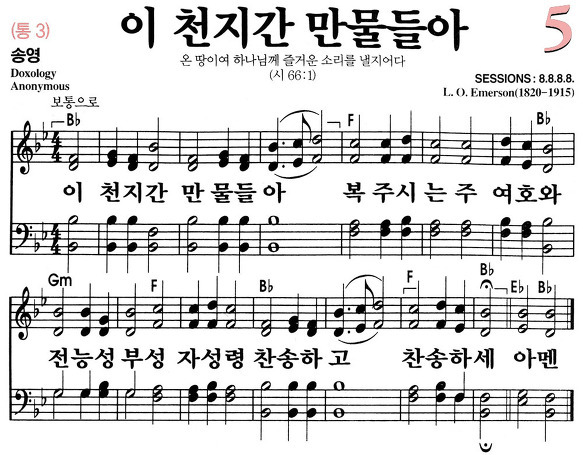 (통 3)
이 천지간 만물들아
5
송영
Doxology
Anonymous
온 땅이여 하나님께 즐거운 소리를 낼지어다
(시 66:1)
SESSIONS : 8.8.8.8.
L. O. Emerson(1820-1915)
보통으로
B♭ F B♭
이 천지간 만물들 아 복 주시는 주 여호와
Gm F B♭ F B♭ E♭ B♭
전능성부성 자성령 찬송하 고 찬송하세 아멘